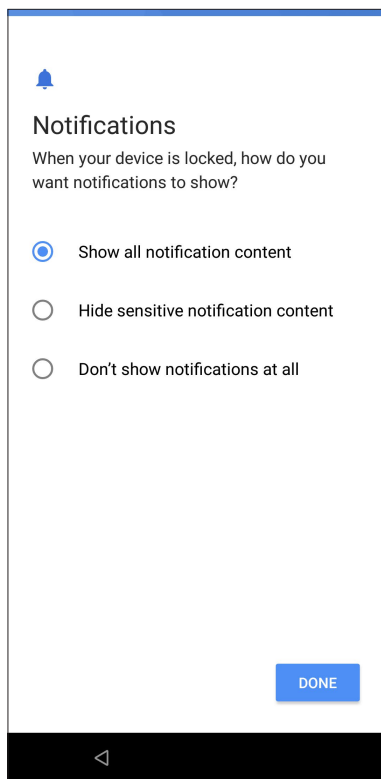 Notifications
When your device is locked, how do you
want notifications to show?
Show all notification content
Hide sensitive notification content
Don’t show notifications at all
DONE